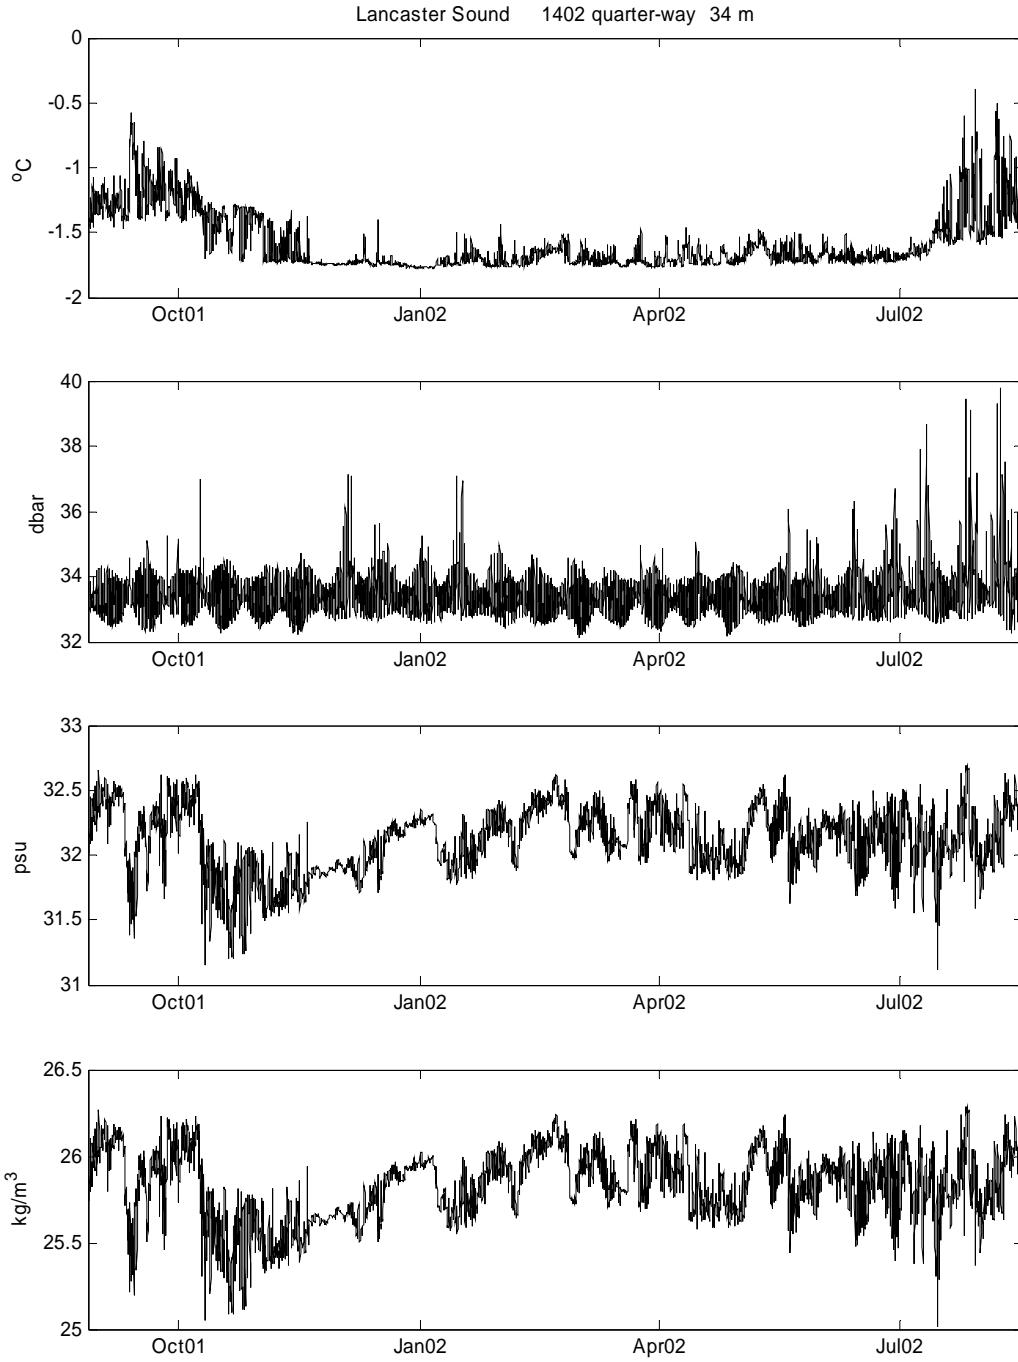 Lancaster Sound 1402 quarter-way 34 m
0
-0.5
-1
-1.5
-2
°C
Oct01 Jan02 Apr02 Jul02
40
38
36
34
32
dbar
Oct01 Jan02 Apr02 Jul02
33
32.5
32
31.5
31
psu
Oct01 Jan02 Apr02 Jul02
26.5
26
25.5
25
kg/m³
Oct01 Jan02 Apr02 Jul02